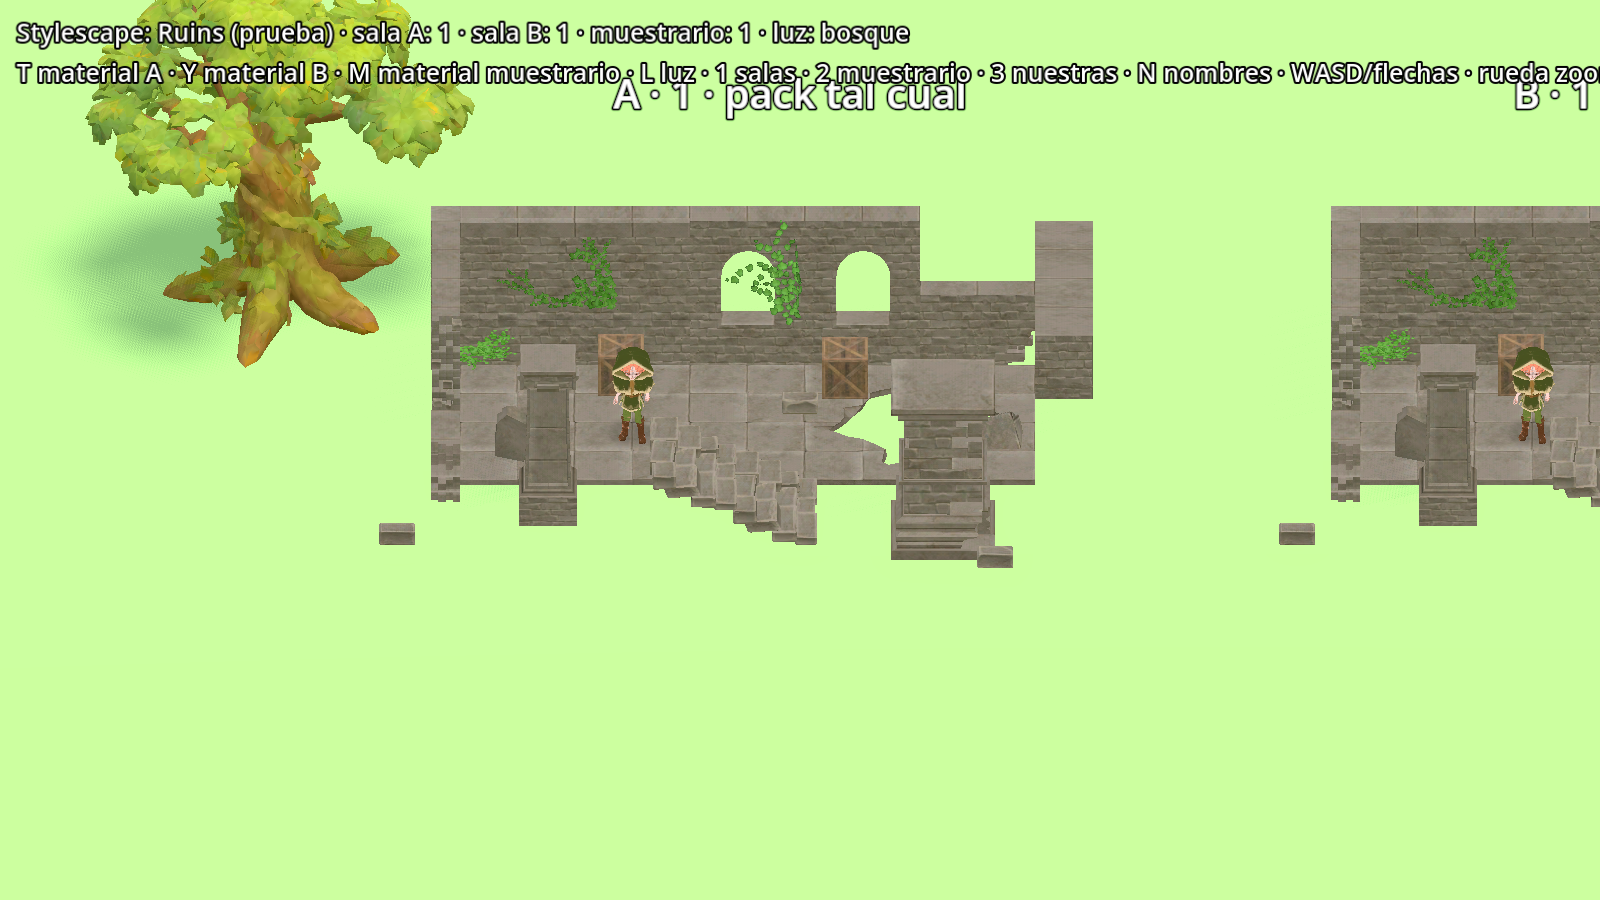 Stylescape: Ruins (prueba) · sala A: 1 · sala B: 1 · muestrario: 1 · luz: bosque
T material A · Y material B · M material muestrario · L luz · 1 salas · 2 muestrario · 3 nuestras · N nombres · WASD/flechas · rueda zoo
A · 1 · pack tal cual
B · 1